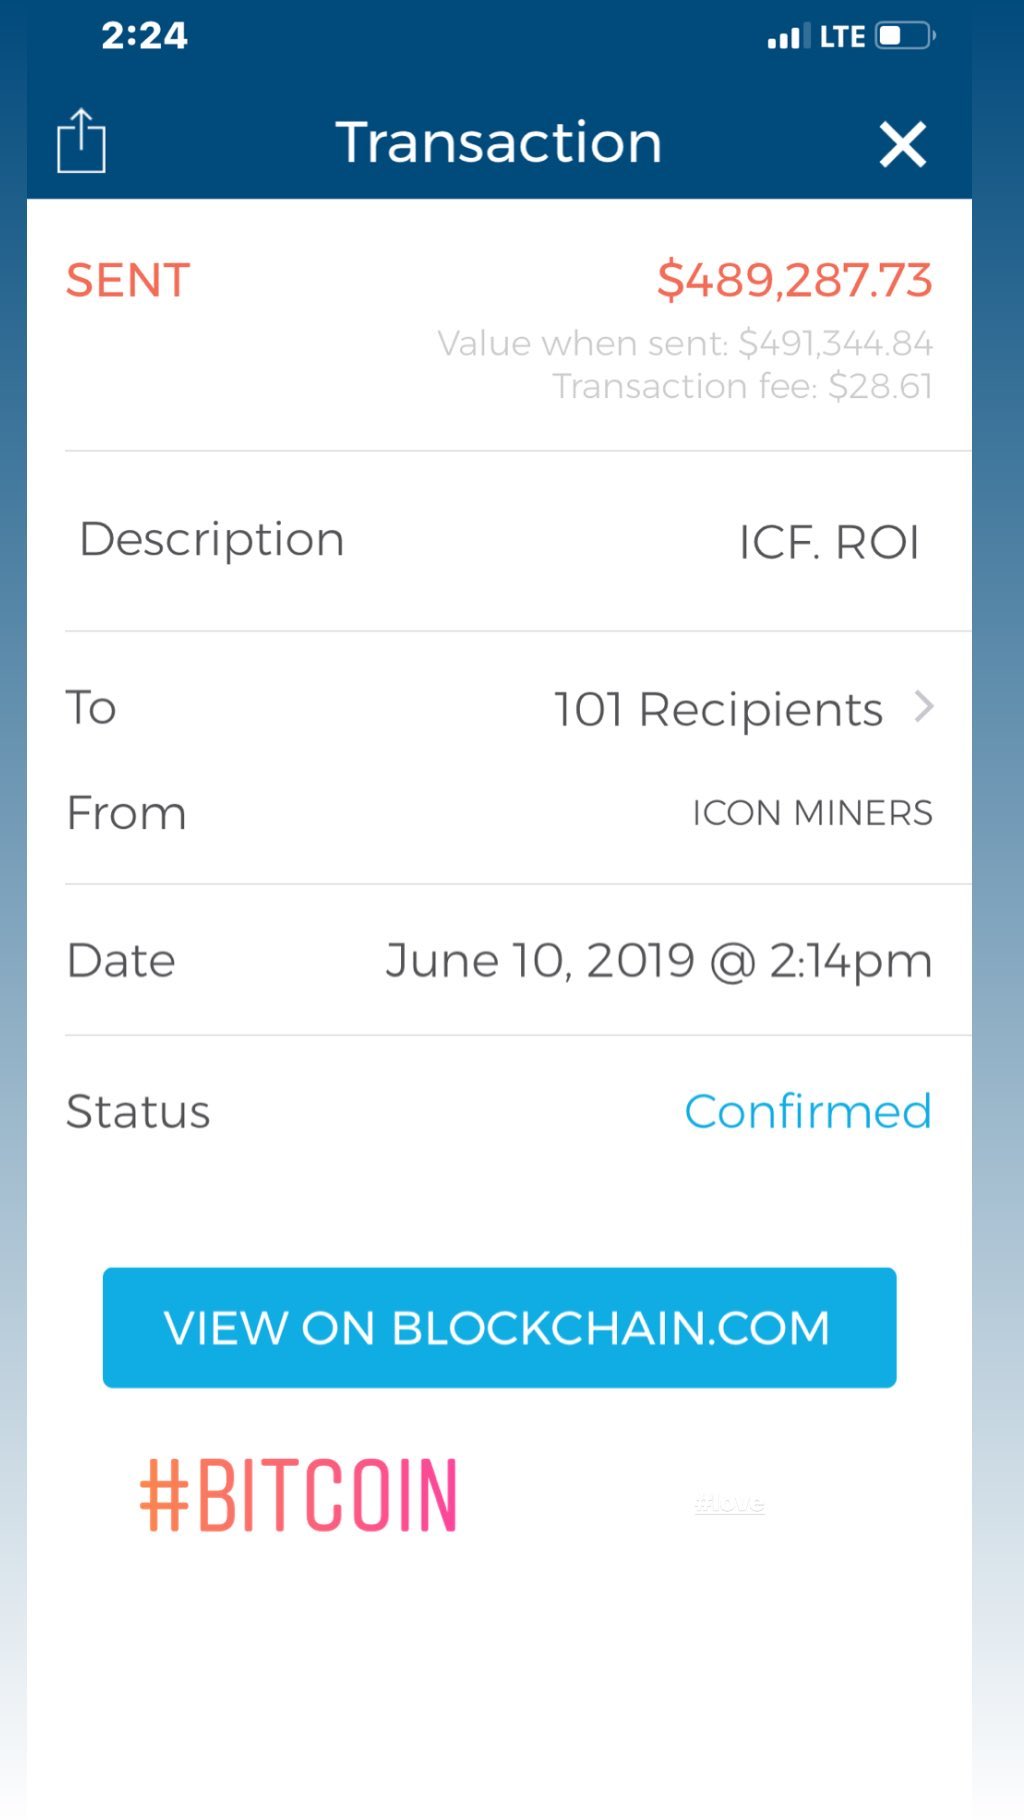 2:24 LTE
Transaction
SENT $489,287.73
Value when sent: $491,344.84
Transaction fee: $28.61
Description ICF. ROI
To 101 Recipients
From ICON MINERS
Date June 10, 2019 @ 2:14pm
Status Confirmed
VIEW ON BLOCKCHAIN.COM
#BITCOIN #love